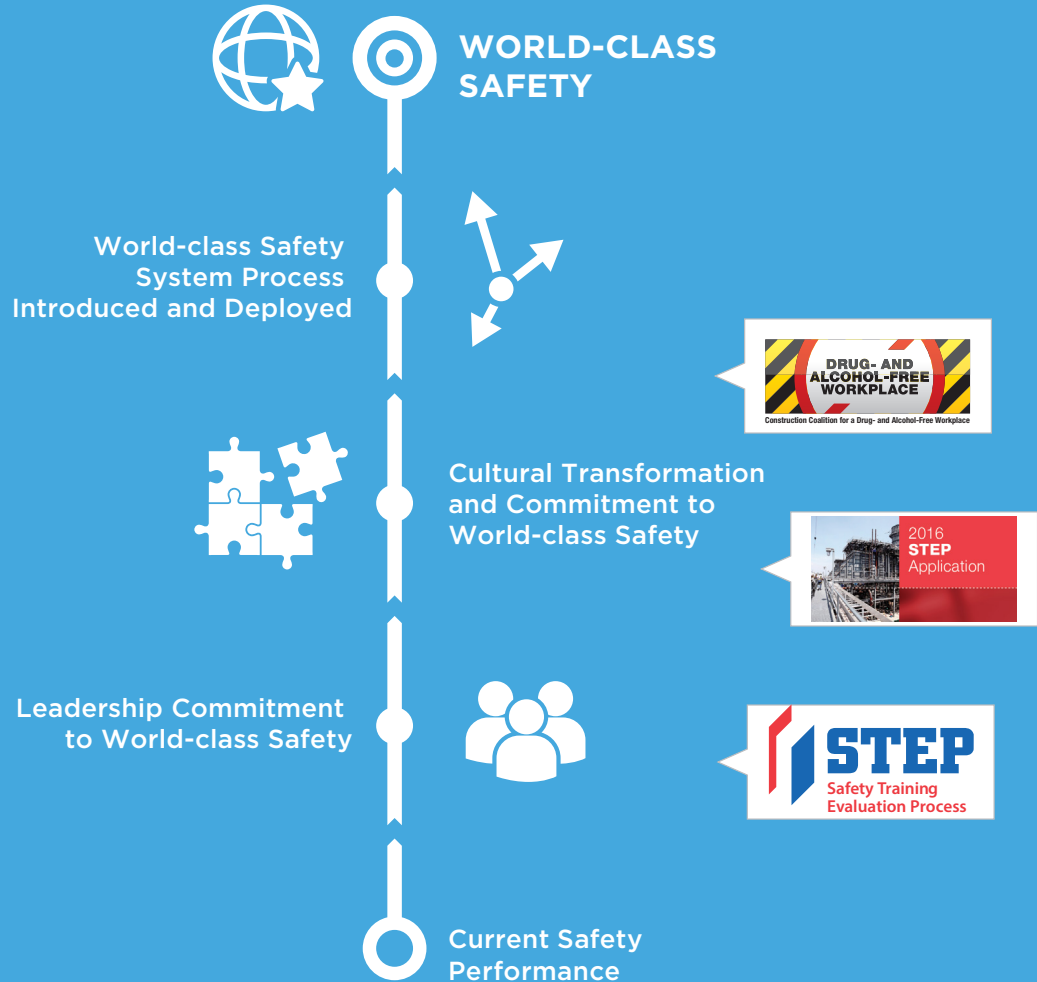 WORLD-CLASS
SAFETY
World-class Safety
System Process
Introduced and Deployed
DRUG- AND
ALCOHOL-FREE
WORKPLACE
Construction Coalition for a Drug- and Alcohol-Free Workplace
Cultural Transformation
and Commitment to
World-class Safety
2016
STEP
Application
Leadership Commitment
to World-class Safety
STEP
Safety Training
Evaluation Process
Current Safety
Performance